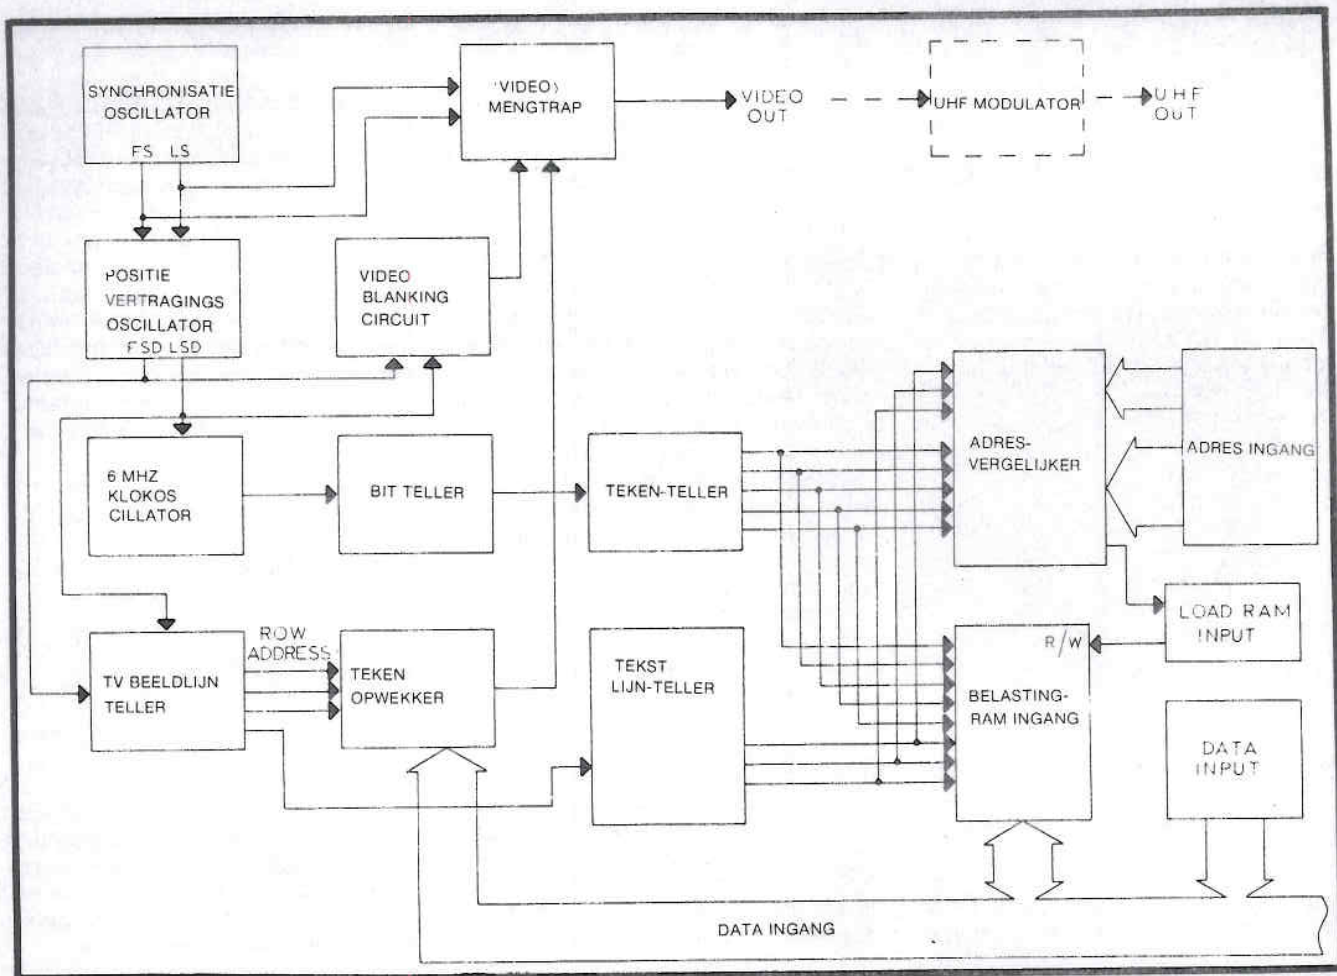 SYNCHRONISATIE
OSCILLATOR
FS LS
(VIDEO)
MENGTRAP
VIDEO
OUT
UHF MODULATOR
UHF
OUT
POSITIE
VERTRAGINGS
OSCILLATOR
FSD LSD
VIDEO
BLANKING
CIRCUIT
6 MHZ
KLOKOS
CILLATOR
BIT TELLER
TEKEN-TELLER
ADRES-
VERGELIJKER
ADRES INGANG
LOAD RAM
INPUT
TV BEELDLIJN
TELLER
ROW
ADDRESS
TEKEN
OPWEKKER
TEKST
LIJN-TELLER
R/W
BELASTING-
RAM INGANG
DATA
INPUT
DATA INGANG